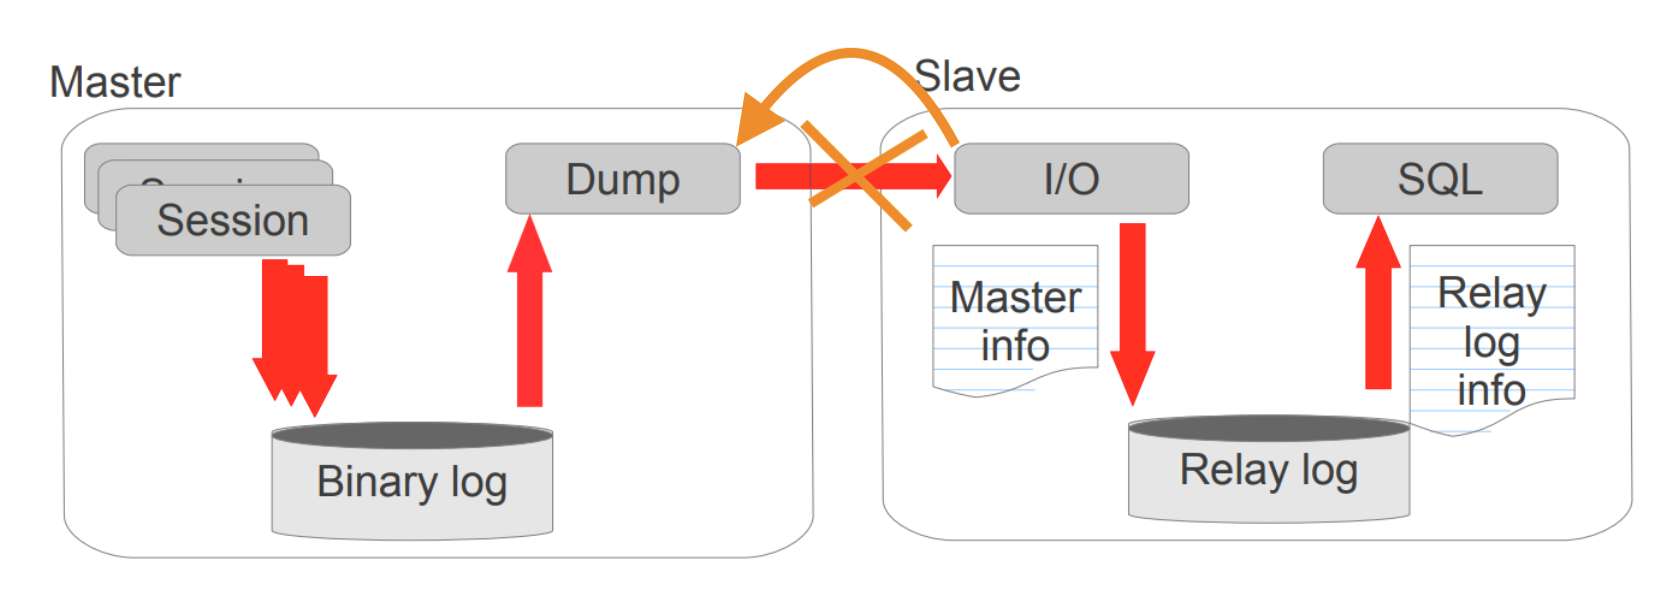 Master
Slave
Session
Dump
I/O
SQL
Master
info
Relay
log
info
Binary log
Relay log